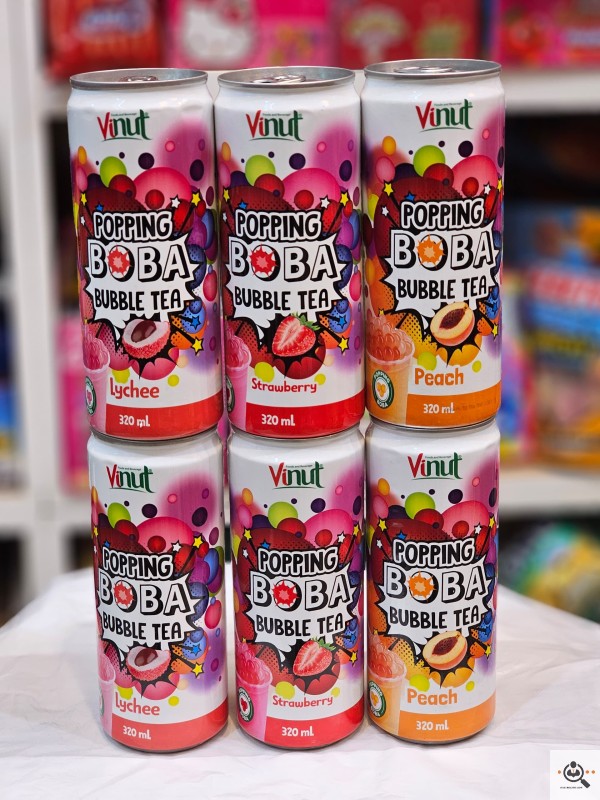 Vinut
POPPING
BOBA
BUBBLE TEA
Lychee
320 ml
Vinut
POPPING
BOBA
BUBBLE TEA
Strawberry
320 ml
Vinut
POPPING
BOBA
BUBBLE TEA
Peach
320 ml
Vinut
POPPING
BOBA
BUBBLE TEA
Lychee
320 ml
Vinut
POPPING
BOBA
BUBBLE TEA
Strawberry
320 ml
Vinut
POPPING
BOBA
BUBBLE TEA
Peach
320 ml